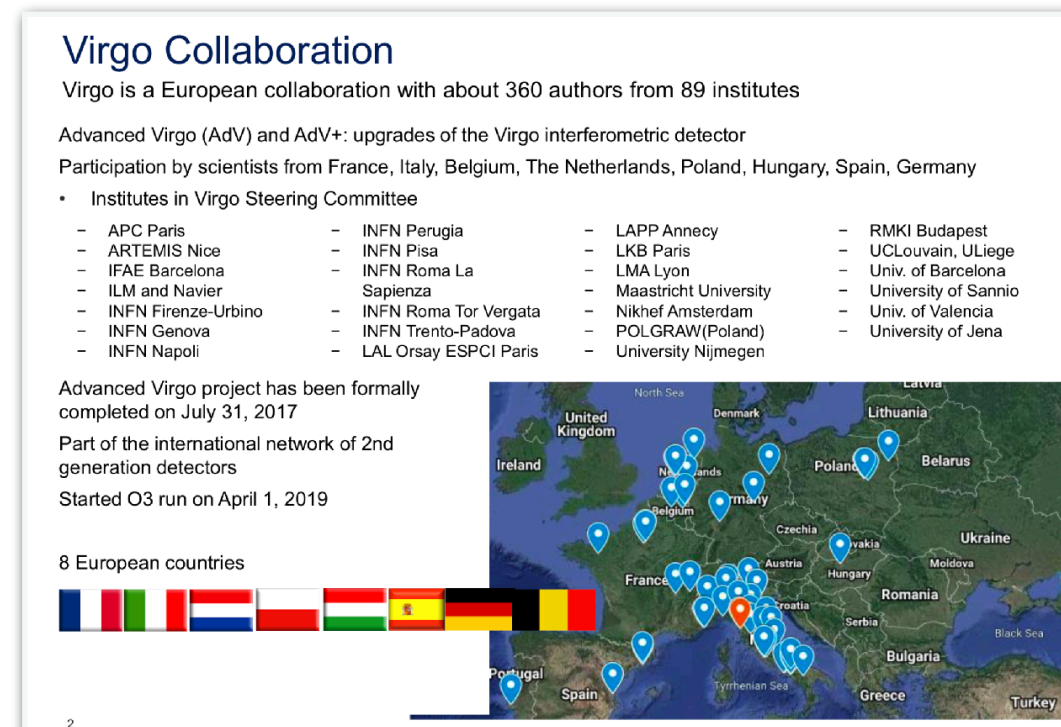 Virgo Collaboration
Virgo is a European collaboration with about 360 authors from 89 institutes
Advanced Virgo (AdV) and AdV+: upgrades of the Virgo interferometric detector
Participation by scientists from France, Italy, Belgium, The Netherlands, Poland, Hungary, Spain, Germany
• Institutes in Virgo Steering Committee
– APC Paris
– ARTEMIS Nice
– IFAE Barcelona
– ILM and Navier
– INFN Firenze-Urbino
– INFN Genova
– INFN Napoli
– INFN Perugia
– INFN Pisa
– INFN Roma La
Sapienza
– INFN Roma Tor Vergata
– INFN Trento-Padova
– LAL Orsay ESPCI Paris
– LAPP Annecy
– LKB Paris
– LMA Lyon
– Maastricht University
– Nikhef Amsterdam
– POLGRAW(Poland)
– University Nijmegen
– RMKI Budapest
– UCLouvain, ULiege
– Univ. of Barcelona
– University of Sannio
– Univ. of Valencia
– University of Jena
Advanced Virgo project has been formally
completed on July 31, 2017
Part of the international network of 2nd
generation detectors
Started O3 run on April 1, 2019
8 European countries
North Sea
Latvia
United
Kingdom
Denmark
Lithuania
Ireland
Belarus
Belgium
Czechia
Ukraine
Austria
Moldova
France
Hungary
Romania
Serbia
Black Sea
Bulgaria
Portugal
Spain
Tyrrhenian Sea
Greece
Turkey
2